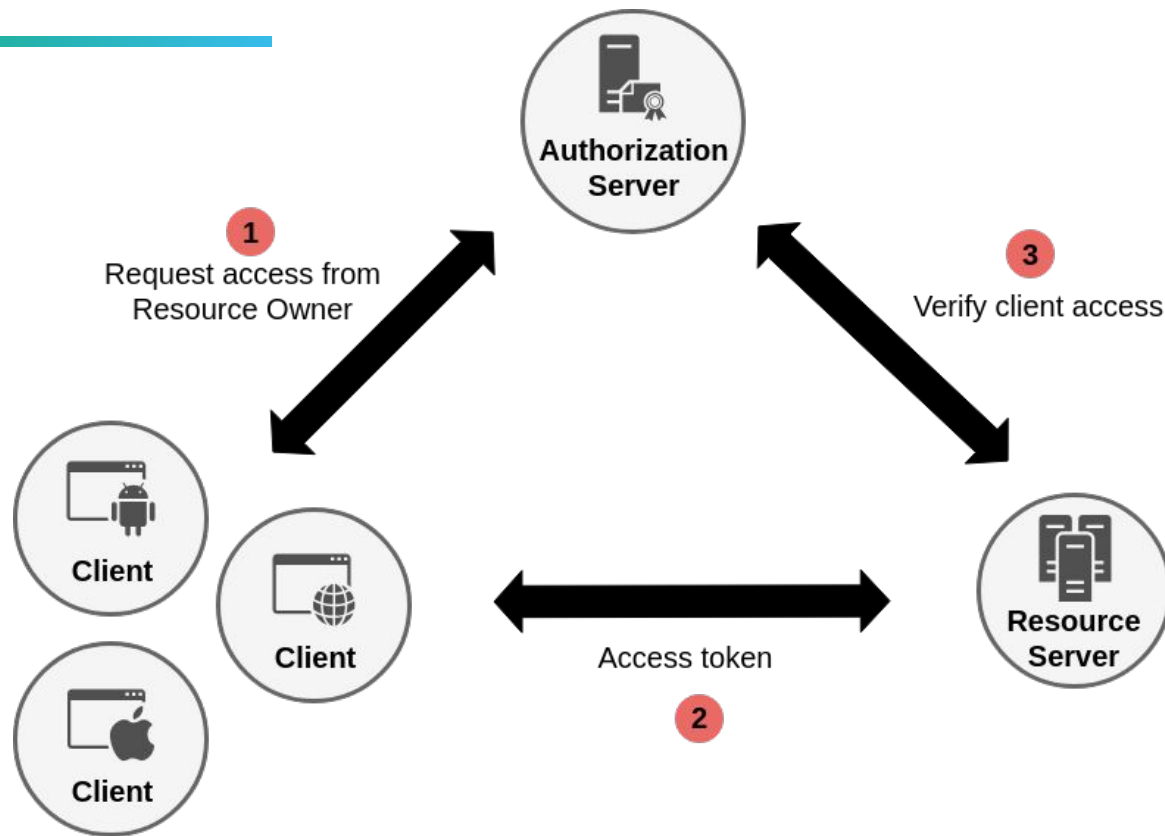 Authorization
Server
1
Request access from
Resource Owner
3
Verify client access
Client
Client
Client
Access token
2
Resource
Server